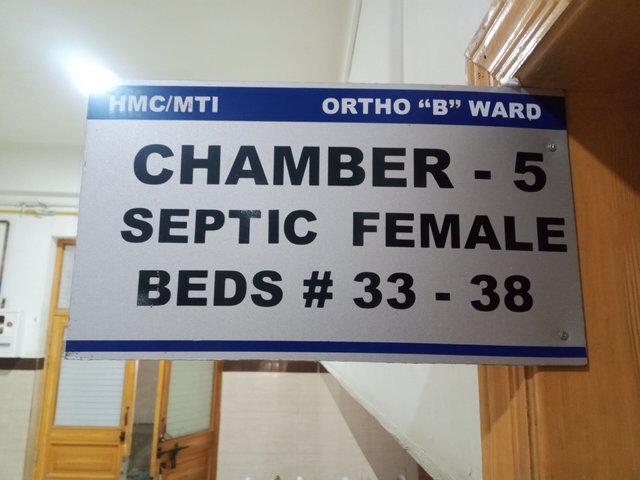 HMC/MTI ORTHO “B” WARD
CHAMBER - 5
SEPTIC FEMALE
BEDS # 33 - 38